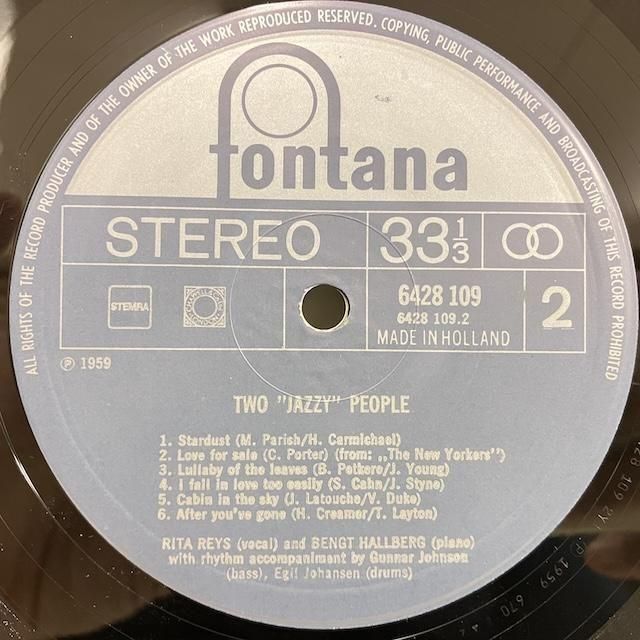 ALL RIGHTS OF THE RECORD PRODUCER AND OF THE OWNER OF THE WORK REPRODUCED RESERVED. COPYING, PUBLIC PERFORMANCE AND BROADCASTING OF THIS RECORD PROHIBITED
fontana
STEREO 33 1/3
STEMRA
6428 109
6428 109.2
MADE IN HOLLAND
2
℗ 1959
TWO "JAZZY" PEOPLE
1. Stardust (M. Parish/H. Carmichael)
2. Love for sale (C. Porter) (from: „The New Yorkers")
3. Lullaby of the leaves (B. Petkere/J. Young)
4. I fall in love too easily (S. Cahn/J. Styne)
5. Cabin in the sky (J. Latouche/V. Duke)
6. After you've gone (H. Creamer/T. Layton)
RITA REYS (vocal) and BENGT HALLBERG (piano)
with rhythm accompaniment by Gunnar Johnson
(bass), Egil Johansen (drums)